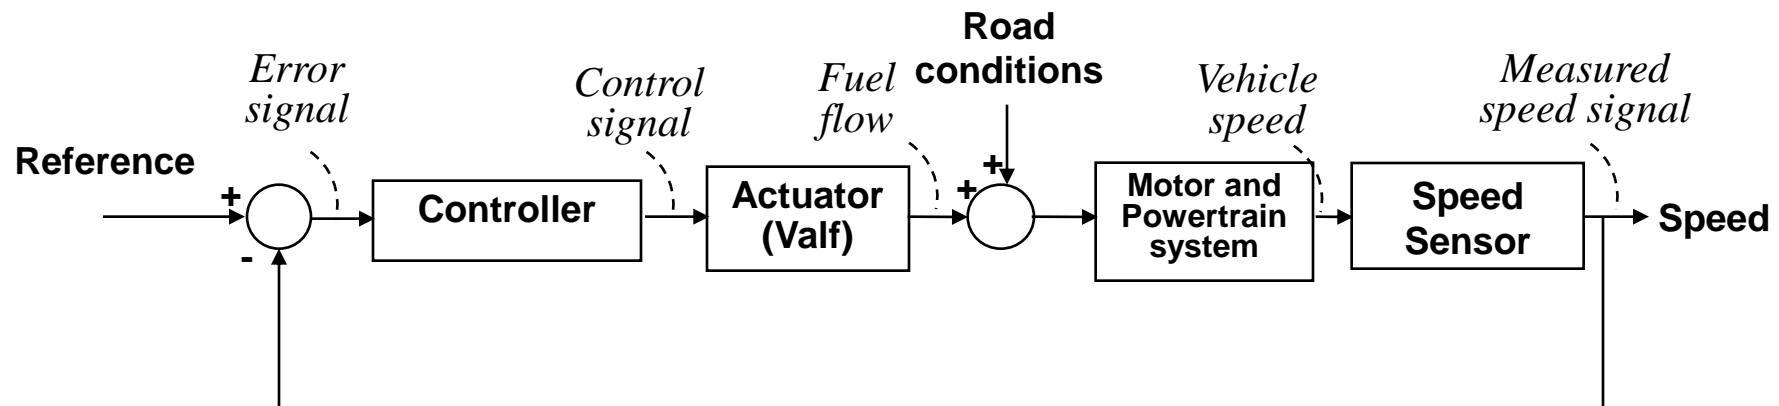 Reference
Error
signal
+
-
Controller
Control
signal
Actuator
(Valf)
Fuel
flow
Road
conditions
+
+
Motor and
Powertrain
system
Vehicle
speed
Speed
Sensor
Measured
speed signal
Speed